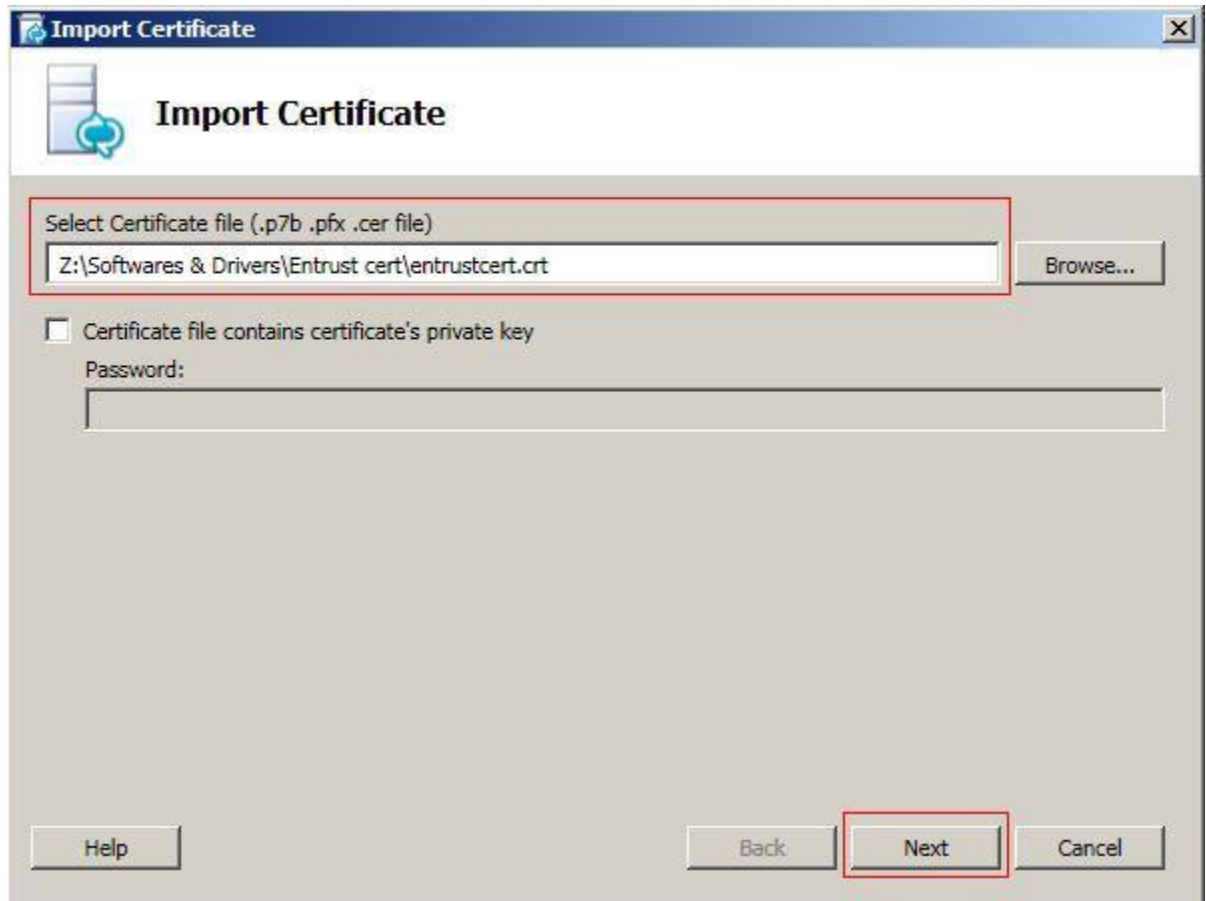 Import Certificate
Import Certificate
Select Certificate file (.p7b .pfx .cer file)
Z:\Softwares & Drivers\Entrust cert\entrustcert.crt
Browse...
Certificate file contains certificate's private key
Password:
Help
Back
Next
Cancel